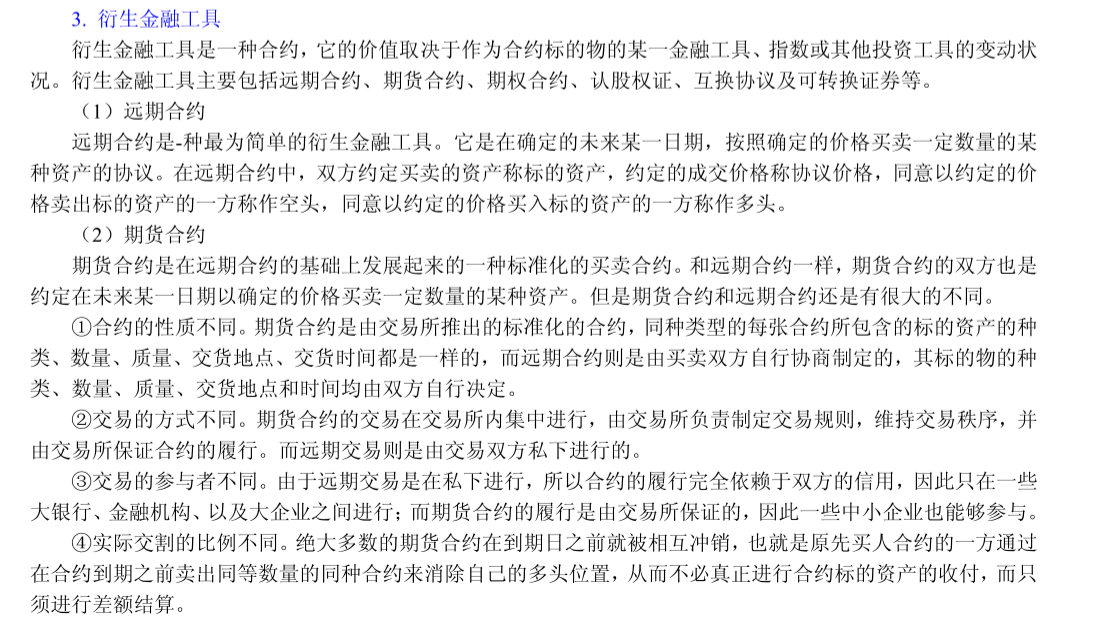 3. 衍生金融工具
衍生金融工具是一种合约，它的价值取决于作为合约标的物的某一金融工具、指数或其他投资工具的变动状
况。衍生金融工具主要包括远期合约、期货合约、期权合约、认股权证、互换协议及可转换证券等。
（1）远期合约
远期合约是-种最为简单的衍生金融工具。它是在确定的未来某一日期，按照确定的价格买卖一定数量的某
种资产的协议。在远期合约中，双方约定买卖的资产称标的资产，约定的成交价格称协议价格，同意以约定的价
格卖出标的资产的一方称作空头，同意以约定的价格买入标的资产的一方称作多头。
（2）期货合约
期货合约是在远期合约的基础上发展起来的一种标准化的买卖合约。和远期合约一样，期货合约的双方也是
约定在未来某一日期以确定的价格买卖一定数量的某种资产。但是期货合约和远期合约还是有很大的不同。
①合约的性质不同。期货合约是由交易所推出的标准化的合约，同种类型的每张合约所包含的标的资产的种
类、数量、质量、交货地点、交货时间都是一样的，而远期合约则是由买卖双方自行协商制定的，其标的物的种
类、数量、质量、交货地点和时间均由双方自行决定。
②交易的方式不同。期货合约的交易在交易所内集中进行，由交易所负责制定交易规则，维持交易秩序，并
由交易所保证合约的履行。而远期交易则是由交易双方私下进行的。
③交易的参与者不同。由于远期交易是在私下进行，所以合约的履行完全依赖于双方的信用，因此只在一些
大银行、金融机构、以及大企业之间进行；而期货合约的履行是由交易所保证的，因此一些中小企业也能够参与。
④实际交割的比例不同。绝大多数的期货合约在到期日之前就被相互冲销，也就是原先买人合约的一方通过
在合约到期之前卖出同等数量的同种合约来消除自己的多头位置，从而不必真正进行合约标的资产的收付，而只
须进行差额结算。